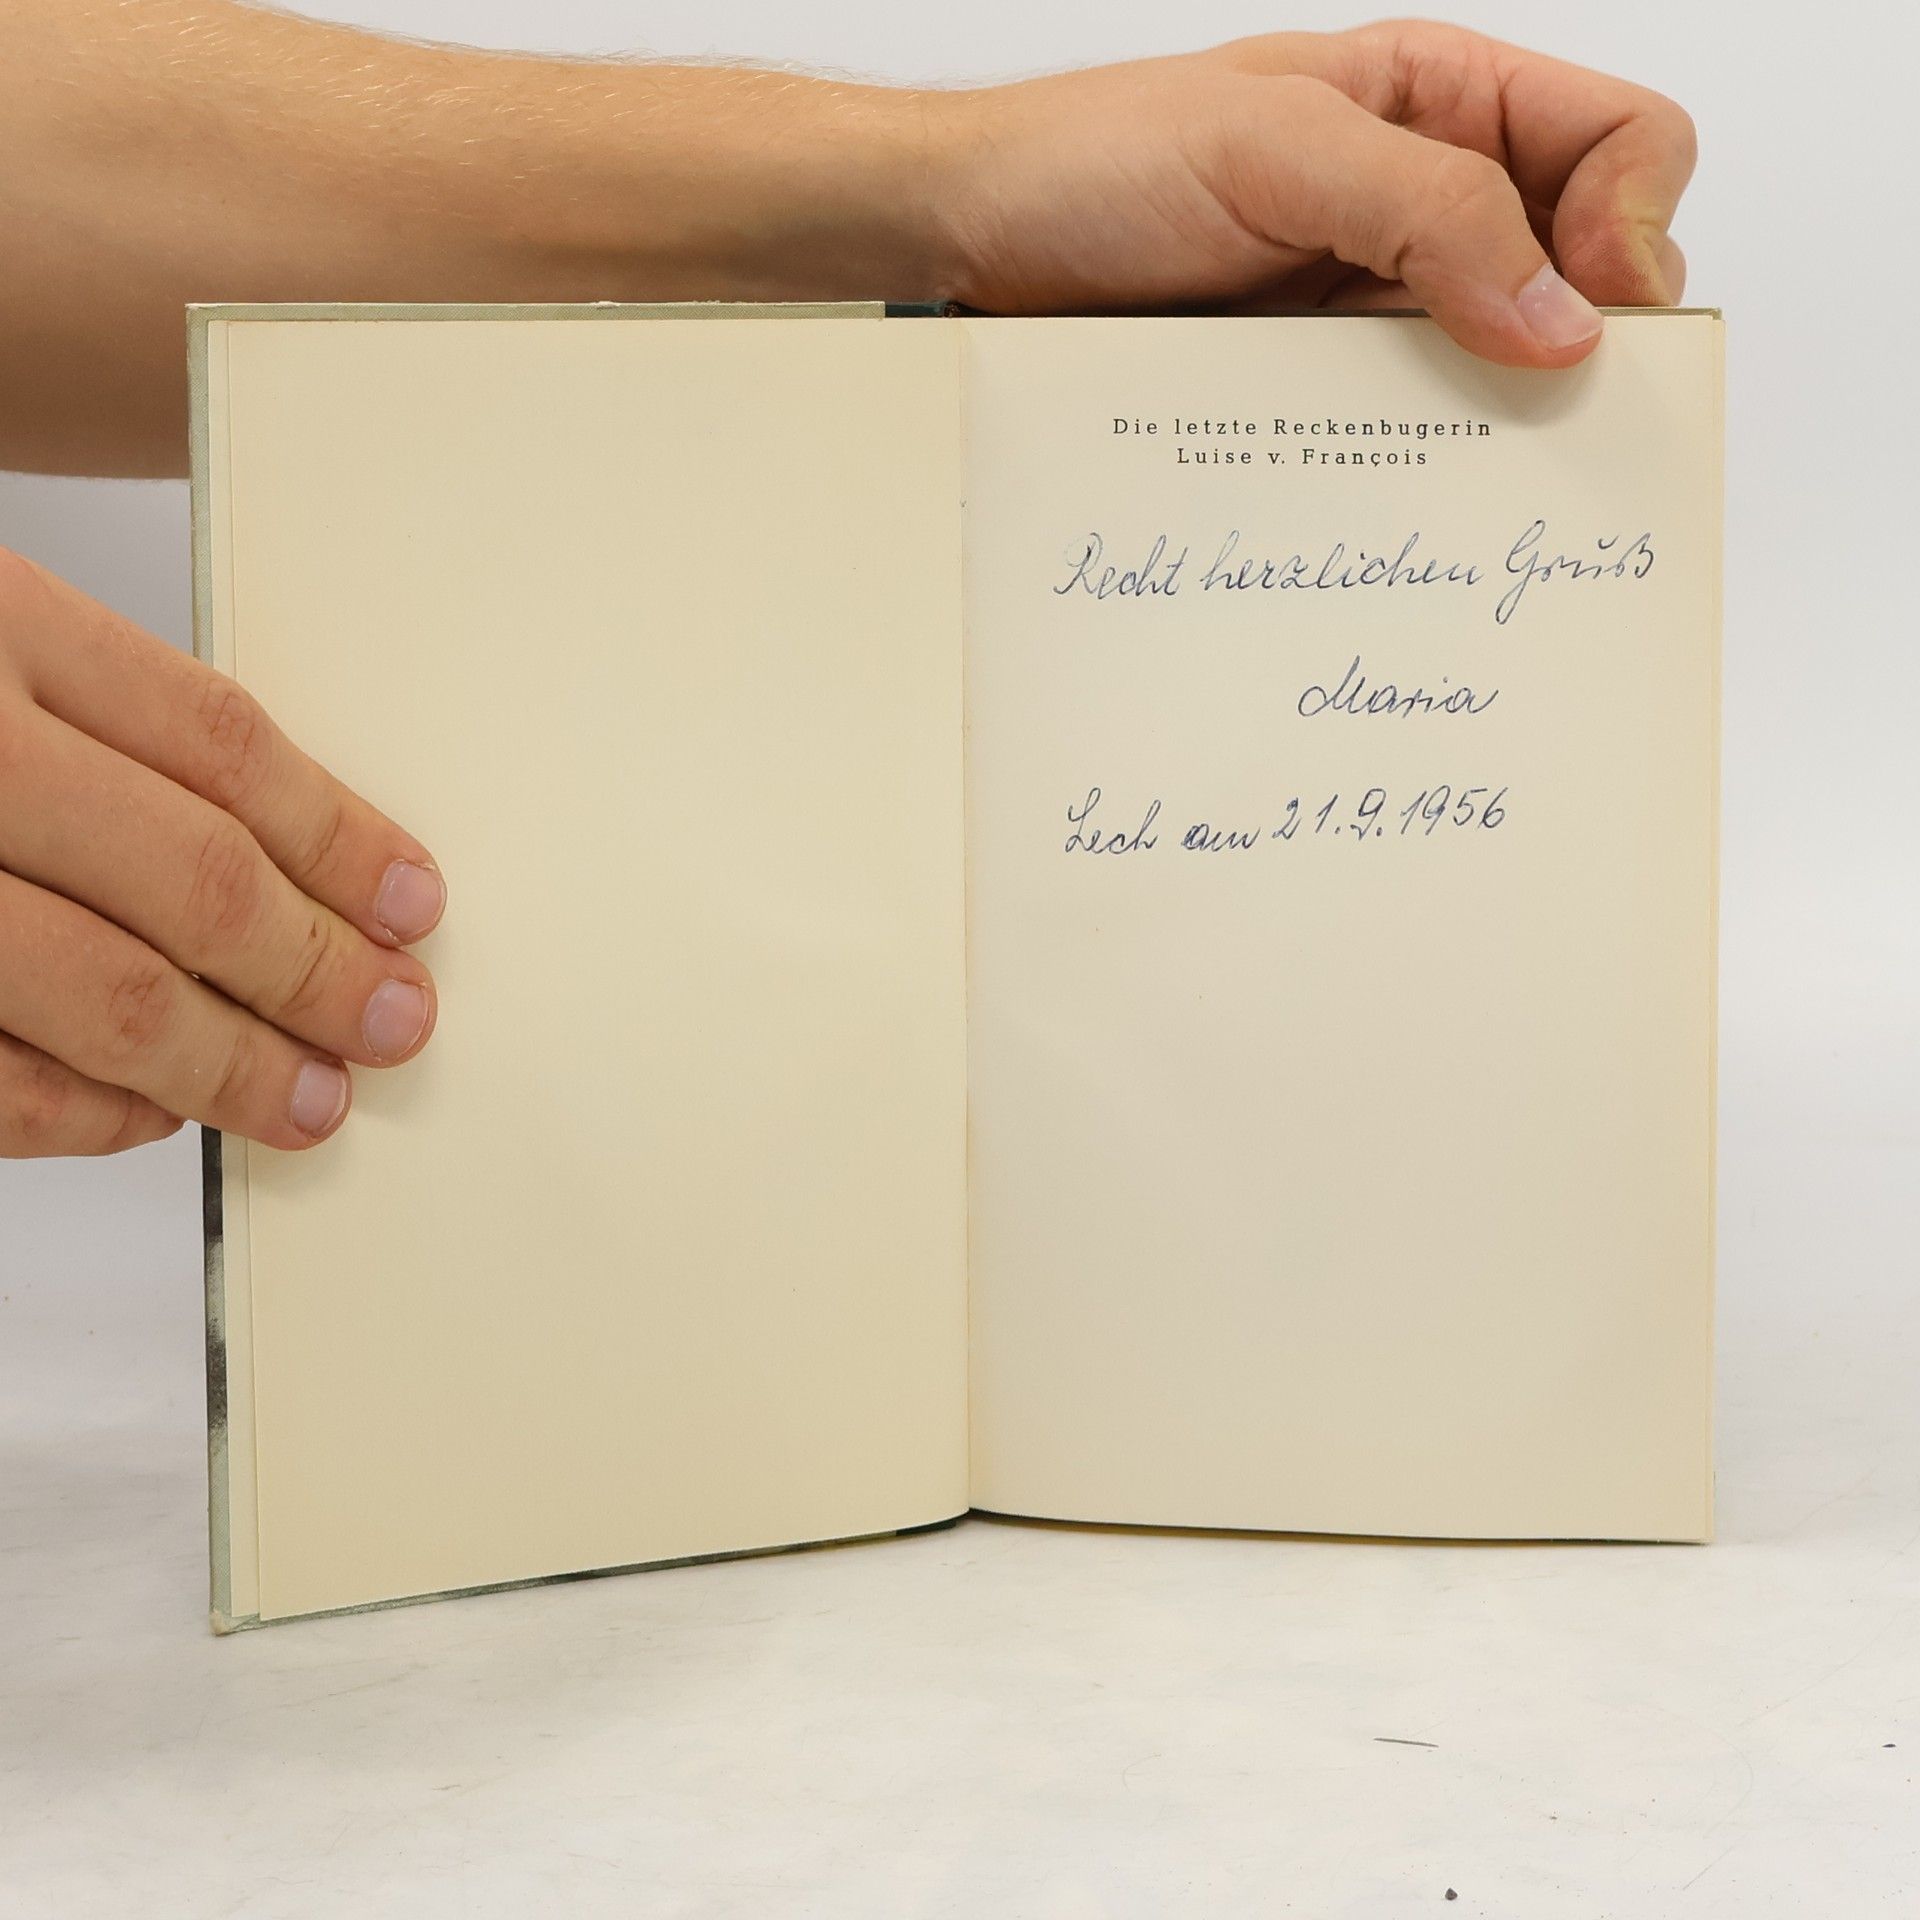 Die letzte Reckenbugerin
Luise v. François
Recht herzlichen Gruß
Maria
Lech am 21.9.1956